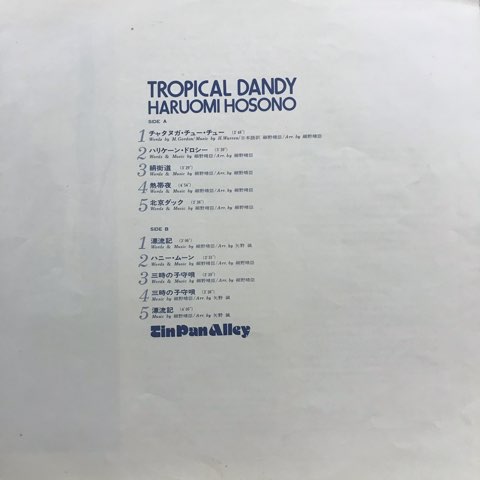 TROPICAL DANDY
HARUOMI HOSONO
SIDE A
1 チャタヌガ・チュー・チュー
Words by M. Gordon/Music by H. Warren/日本語訳 細野晴臣/Arr. by 細野晴臣
2 ハリケーン・ドロシー
Words & Music by 細野晴臣/Arr. by 細野晴臣
3 絹街道
Words & Music by 細野晴臣/Arr. by 細野晴臣
4 熱帯夜
Words & Music by 細野晴臣/Arr. by 細野晴臣
5 北京ダック
Words & Music by 細野晴臣/Arr. by 細野晴臣
SIDE B
1 漂流記
Words & Music by 細野晴臣/Arr. by 矢野 誠
2 ハニー・ムーン
Words & Music by 細野晴臣/Arr. by 細野晴臣
3 三時の子守唄
Words & Music by 細野晴臣/Arr. by 細野晴臣
4 三時の子守唄
Music by 細野晴臣/Arr. by 矢野 誠
5 漂流記
Music by 細野晴臣/Arr. by 矢野 誠
Tin Pan Alley